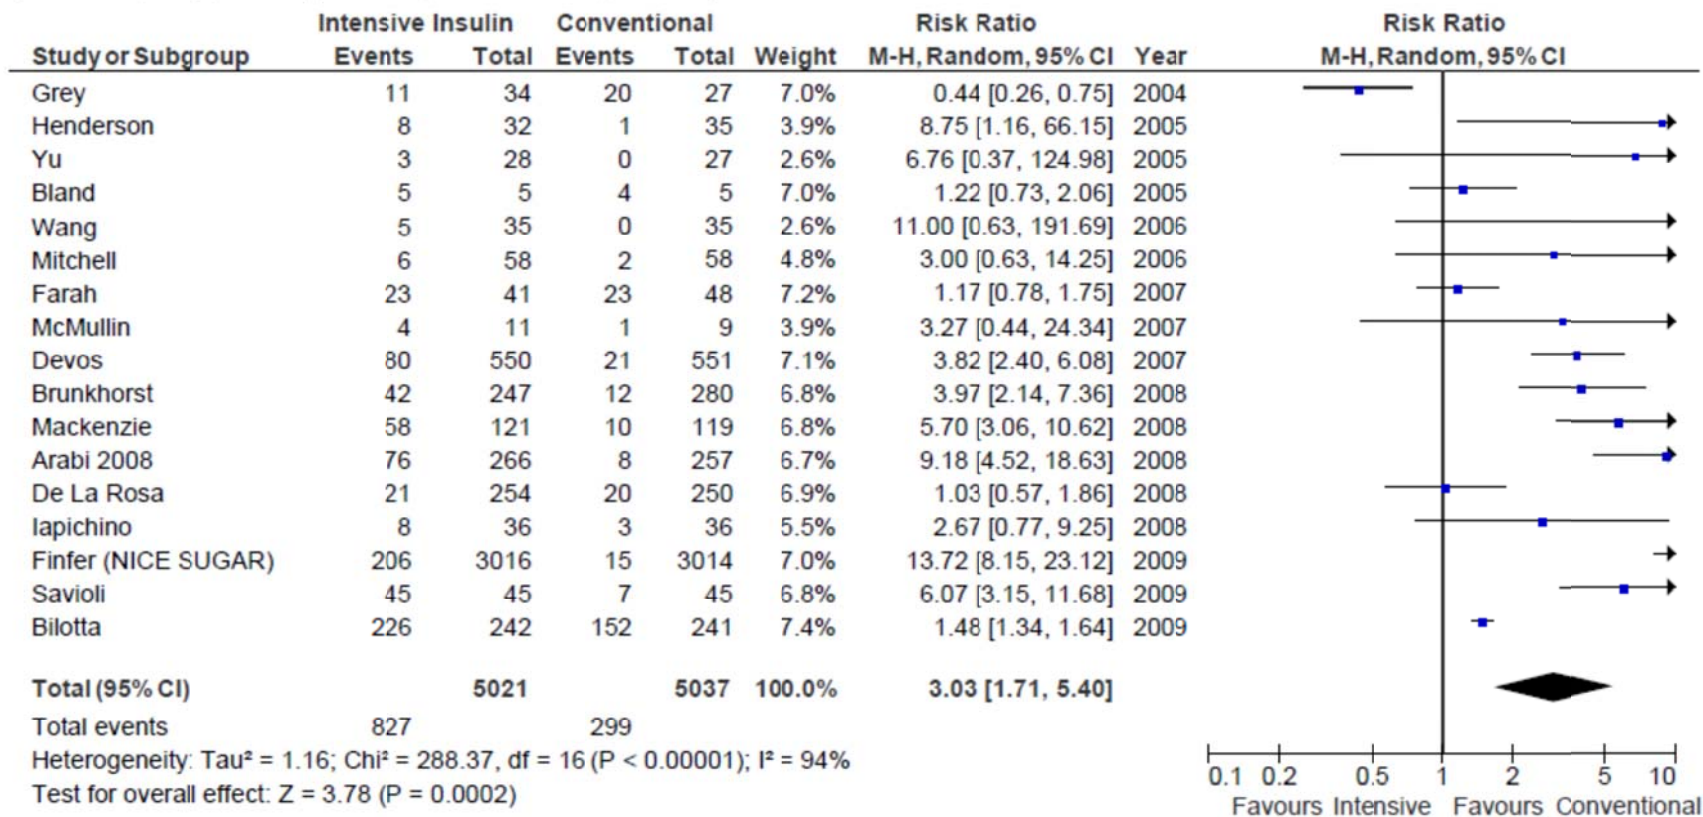 Intensive Insulin Conventional Risk Ratio Risk Ratio
Study or Subgroup Events Total Events Total Weight M-H, Random, 95% CI Year M-H, Random, 95% CI
Grey 11 34 20 27 7.0% 0.44 [0.26, 0.75] 2004
Henderson 8 32 1 35 3.9% 8.75 [1.16, 66.15] 2005
Yu 3 28 0 27 2.6% 6.76 [0.37, 124.98] 2005
Bland 5 5 4 5 7.0% 1.22 [0.73, 2.06] 2005
Wang 5 35 0 35 2.6% 11.00 [0.63, 191.69] 2006
Mitchell 6 58 2 58 4.8% 3.00 [0.63, 14.25] 2006
Farah 23 41 23 48 7.2% 1.17 [0.78, 1.75] 2007
McMullin 4 11 1 9 3.9% 3.27 [0.44, 24.34] 2007
Devos 80 550 21 551 7.1% 3.82 [2.40, 6.08] 2007
Brunkhorst 42 247 12 280 6.8% 3.97 [2.14, 7.36] 2008
Mackenzie 58 121 10 119 6.8% 5.70 [3.06, 10.62] 2008
Arabi 2008 76 266 8 257 6.7% 9.18 [4.52, 18.63] 2008
De La Rosa 21 254 20 250 6.9% 1.03 [0.57, 1.86] 2008
Iapichino 8 36 3 36 5.5% 2.67 [0.77, 9.25] 2008
Finfer (NICE SUGAR) 206 3016 15 3014 7.0% 13.72 [8.15, 23.12] 2009
Savioli 45 45 7 45 6.8% 6.07 [3.15, 11.68] 2009
Bilotta 226 242 152 241 7.4% 1.48 [1.34, 1.64] 2009
Total (95% CI) 5021 5037 100.0% 3.03 [1.71, 5.40]
Total events 827 299
Heterogeneity: Tau² = 1.16; Chi² = 288.37, df = 16 (P < 0.00001); I² = 94%
Test for overall effect: Z = 3.78 (P = 0.0002)
0.1 0.2 0.5 1 2 5 10
Favours Intensive Favours Conventional